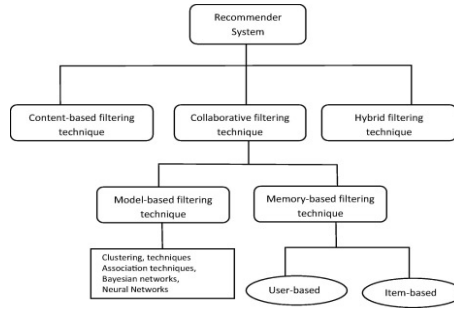 Recommender
System
Content-based filtering
technique
Collaborative filtering
technique
Hybrid filtering
technique
Model-based filtering
technique
Memory-based filtering
technique
Clustering, techniques
Association techniques,
Bayesian networks,
Neural Networks
User-based
Item-based